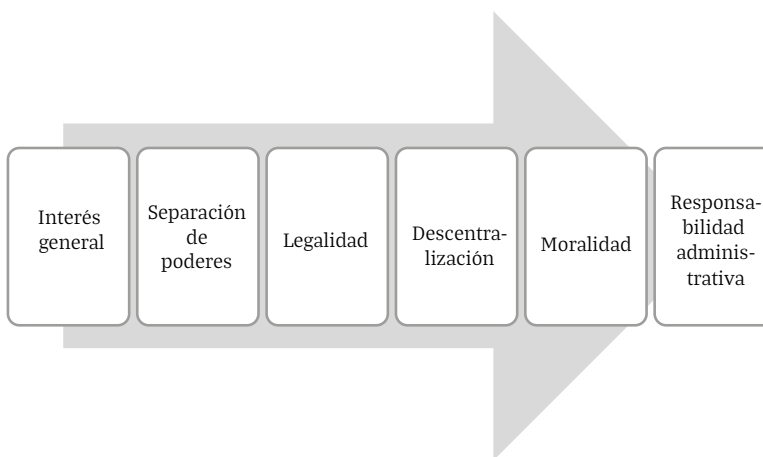 Interés
general
Separación
de
poderes
Legalidad
Descentra-
lización
Moralidad
Responsa-
bilidad
adminis-
trativa